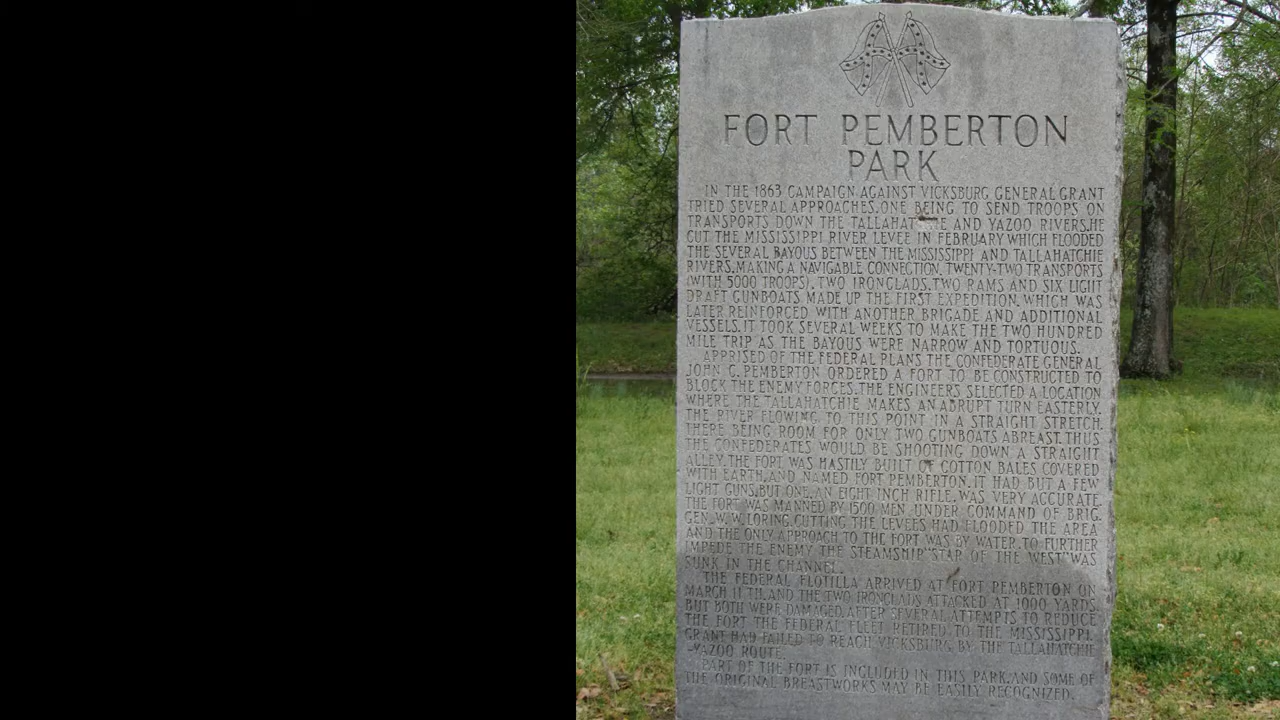 FORT PEMBERTON
PARK
IN THE 1863 CAMPAIGN AGAINST VICKSBURG GENERAL GRANT
TRIED SEVERAL APPROACHES, ONE BEING TO SEND TROOPS ON
TRANSPORTS DOWN THE AND YAZOO RIVERS. HE
CUT THE MISSISSIPPI RIVER LEVEE IN FEBRUARY WHICH FLOODED
THE SEVERAL BAYOUS BETWEEN THE MISSISSIPPI AND TALLAHATCHIE
RIVERS, MAKING A NAVIGABLE CONNECTION. TWENTY-TWO TRANSPORTS
(WITH 5000 TROOPS), TWO IRONCLADS, TWO RAMS AND SIX LIGHT
DRAFT GUNBOATS MADE UP THE FIRST EXPEDITION, WHICH WAS
LATER REINFORCED WITH ANOTHER BRIGADE AND ADDITIONAL
VESSELS. IT TOOK SEVERAL WEEKS TO MAKE THE TWO HUNDRED
MILE TRIP AS THE BAYOUS WERE NARROW AND TORTUOUS.
APPRISED OF THE FEDERAL PLANS THE CONFEDERATE GENERAL
JOHN C. PEMBERTON ORDERED A FORT TO BE CONSTRUCTED TO
BLOCK THE ENEMY FORCES. THE ENGINEERS SELECTED A LOCATION
WHERE THE TALLAHATCHIE MAKES AN ABRUPT TURN EASTERLY,
THE RIVER FLOWING TO THIS POINT IN A STRAIGHT STRETCH,
THERE BEING ROOM FOR ONLY TWO GUNBOATS ABREAST. THUS
THE CONFEDERATES WOULD BE SHOOTING DOWN A STRAIGHT
ALLEY. THE FORT WAS HASTILY BUILT OF COTTON BALES COVERED
WITH EARTH, AND NAMED FORT PEMBERTON. IT HAD BUT A FEW
LIGHT GUNS, BUT ONE, AN EIGHT INCH RIFLE, WAS VERY ACCURATE.
THE FORT WAS MANNED BY 1500 MEN UNDER COMMAND OF BRIG.
GEN. W. W. LORING. CUTTING THE LEVEES HAD FLOODED THE AREA
AND THE ONLY APPROACH TO THE FORT WAS BY WATER. TO FURTHER
IMPEDE THE ENEMY THE STEAMSHIP "STAR OF THE WEST" WAS
SUNK IN THE CHANNEL.
THE FEDERAL FLOTILLA ARRIVED AT FORT PEMBERTON ON
MARCH 11 TH. AND THE TWO IRONCLADS ATTACKED AT 1000 YARDS
BUT BOTH WERE DAMAGED. AFTER SEVERAL ATTEMPTS TO REDUCE
THE FORT THE FEDERAL FLEET RETIRED TO THE MISSISSIPPI.
GRANT HAD FAILED TO REACH VICKSBURG BY THE TALLAHATCHIE
-YAZOO ROUTE.
PART OF THE FORT IS INCLUDED IN THIS PARK, AND SOME OF
THE ORIGINAL BREASTWORKS MAY BE EASILY RECOGNIZED.